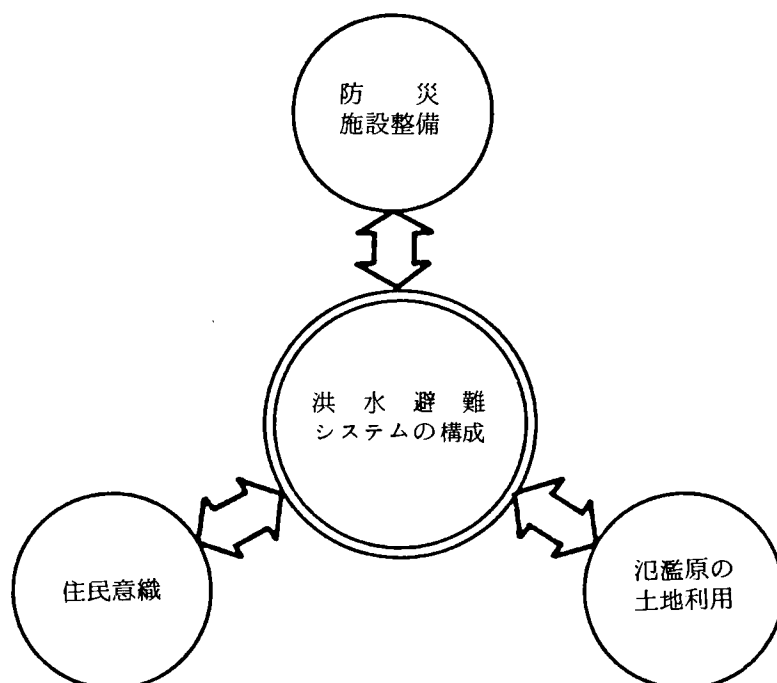 防災
施設整備
洪水避難
システムの構成
住民意織
氾濫原の
土地利用